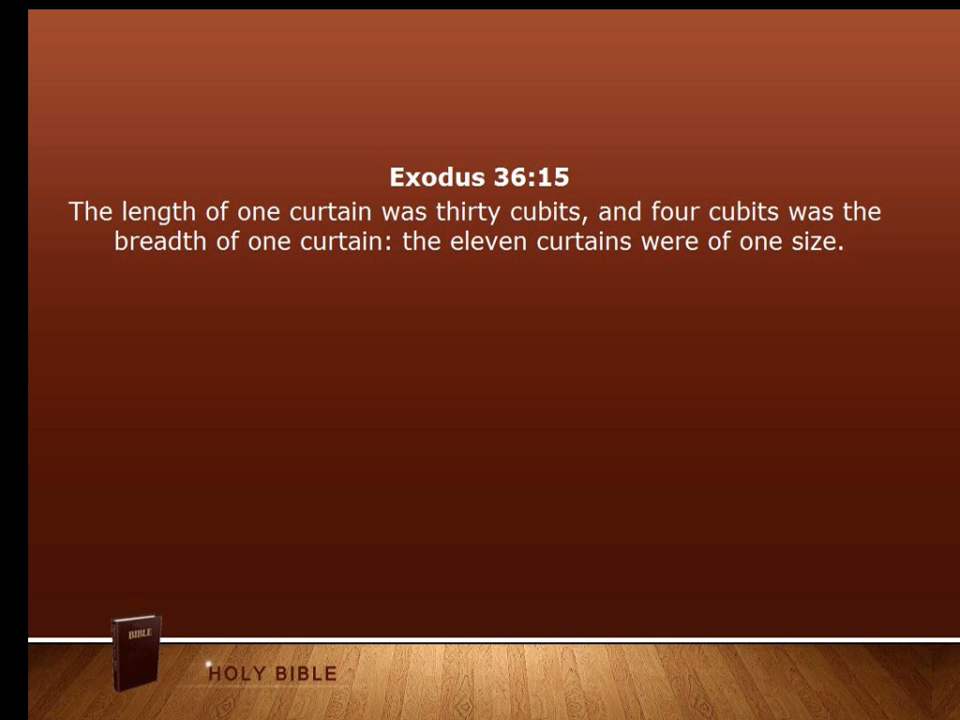 Exodus 36:15
The length of one curtain was thirty cubits, and four cubits was the
breadth of one curtain: the eleven curtains were of one size.
BIBLE
HOLY BIBLE